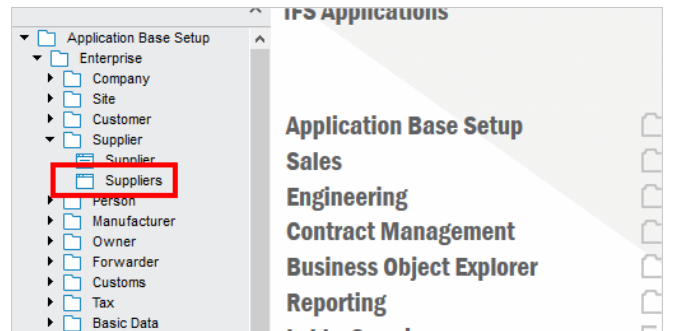 IFS Applications
Application Base Setup
Enterprise
Company
Site
Customer
Supplier
Supplier
Suppliers
Person
Manufacturer
Owner
Forwarder
Customs
Tax
Basic Data
Application Base Setup
Sales
Engineering
Contract Management
Business Object Explorer
Reporting